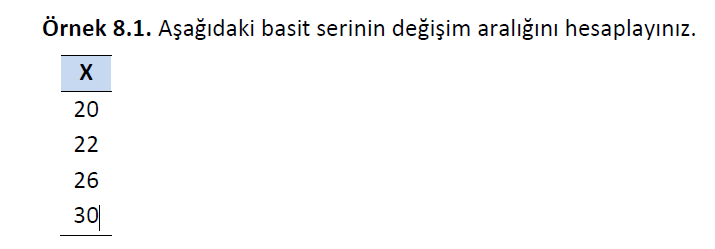 Örnek 8.1. Aşağıdaki basit serinin değişim aralığını hesaplayınız.
X
20
22
26
30